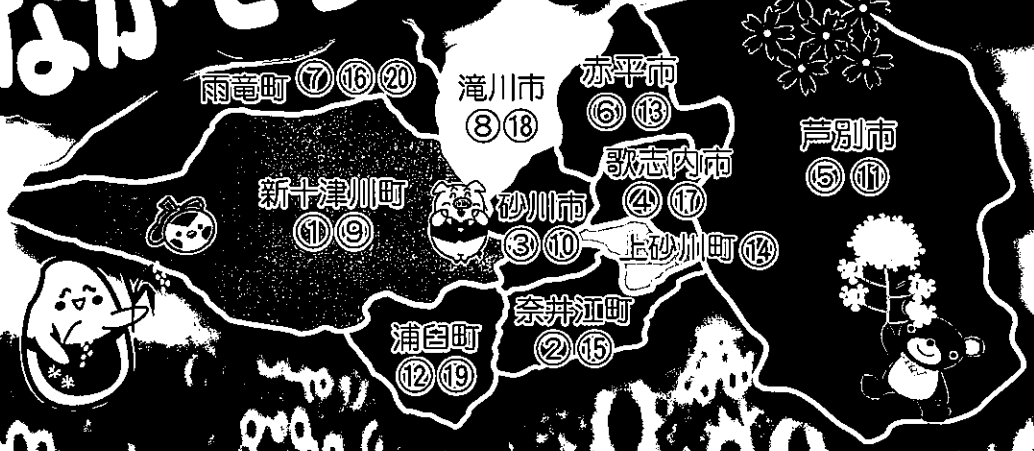 雨竜町 ⑦⑯⑳
滝川市
⑧⑱
赤平市
⑥⑬
芦別市
⑤⑪
新十津川町
①⑨
砂川市
③⑩
歌志内市
④⑰
上砂川町⑭
奈井江町
②⑮
浦臼町
⑫⑲